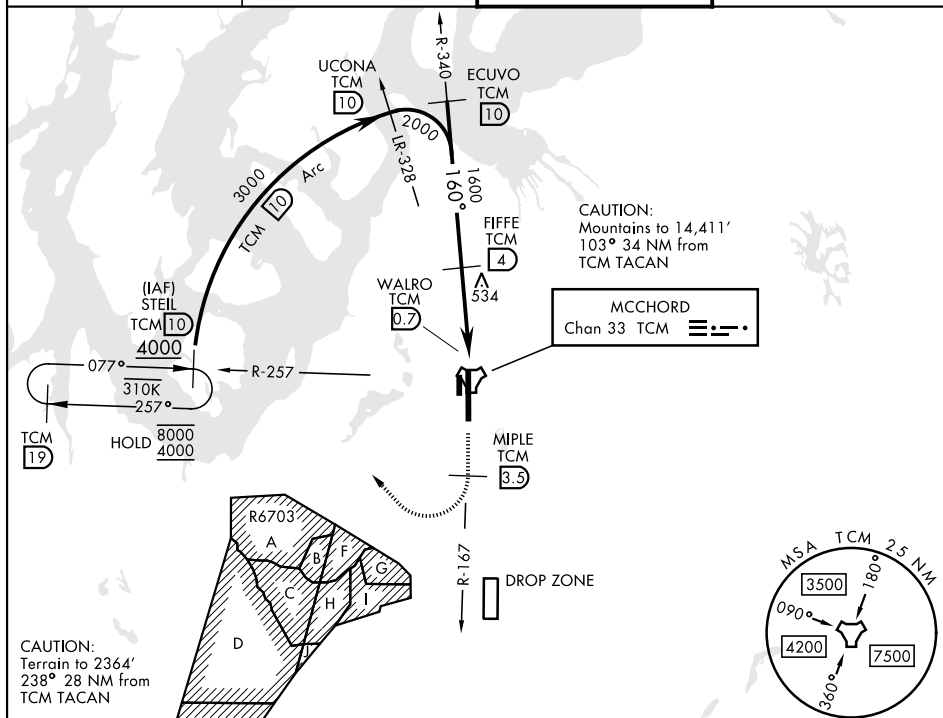 R-340
UCONA
TCM
10
ECUVO
TCM
10
2000
LR-328
3000
TCM 10 Arc
1600
160°
FIFFE
TCM
4
534
CAUTION:
Mountains to 14,411'
103° 34 NM from
TCM TACAN
WALRO
TCM
0.7
MCCHORD
Chan 33 TCM
(IAF)
STEIL
TCM 10
4000
077°
310K
257°
R-257
TCM
19
HOLD 8000
4000
MIPLE
TCM
3.5
R-167
DROP ZONE
R6703
A
B
F
G
C
H
I
D
J
CAUTION:
Terrain to 2364'
238° 28 NM from
TCM TACAN
MSA TCM 25 NM
3500
180°
090°
4200
7500
360°